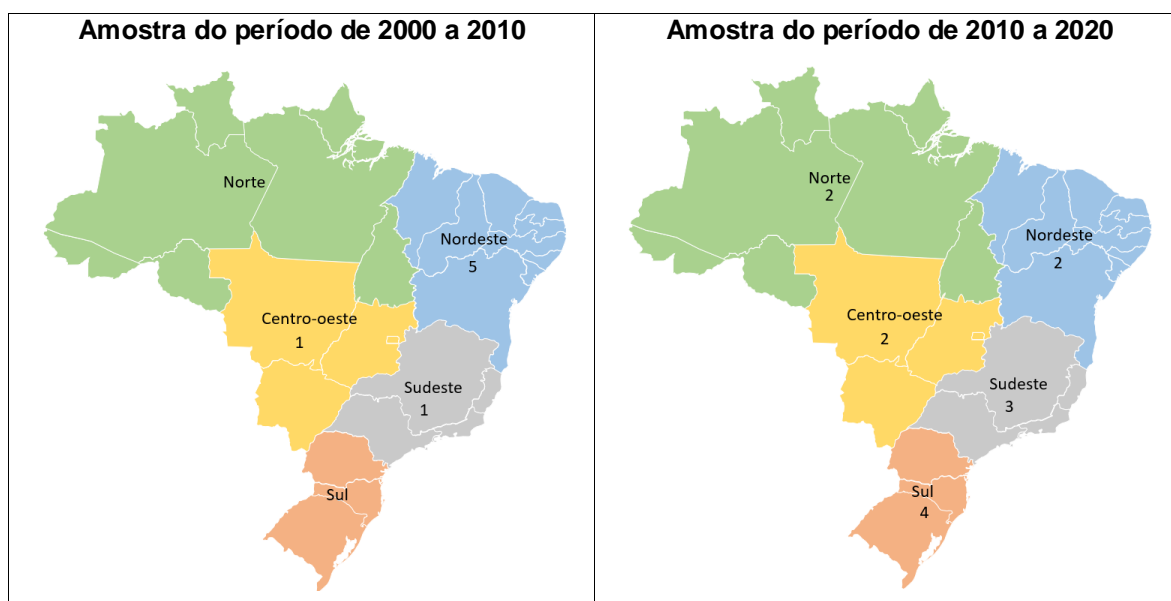 Amostra do período de 2000 a 2010
Norte
Nordeste
5
Centro-oeste
1
Sudeste
1
Sul
Amostra do período de 2010 a 2020
Norte
2
Nordeste
2
Centro-oeste
2
Sudeste
3
Sul
4